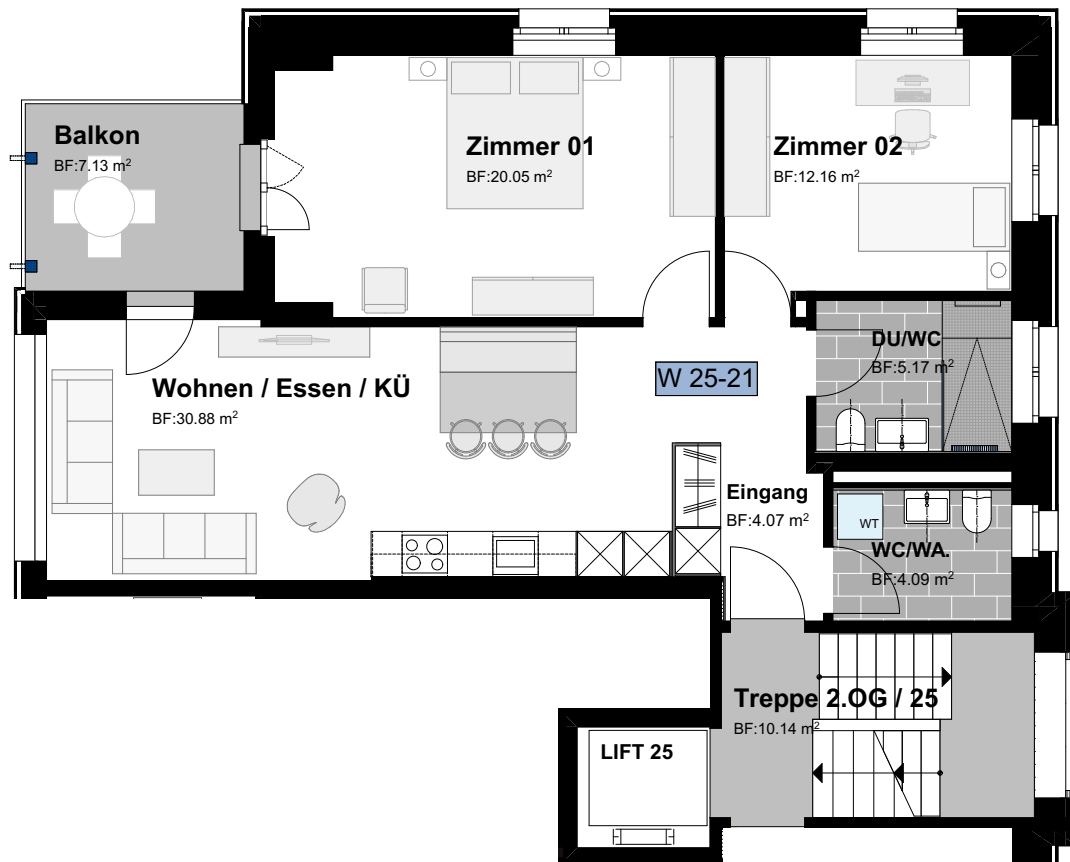 Balkon
BF:7.13 m²
Zimmer 01
BF:20.05 m²
Zimmer 02
BF:12.16 m²
DU/WC
BF:5.17 m²
W 25-21
Wohnen / Essen / KÜ
BF:30.88 m²
Eingang
BF:4.07 m²
WT
WC/WA.
BF:4.09 m²
Treppe 2.OG / 25
BF:10.14 m²
LIFT 25